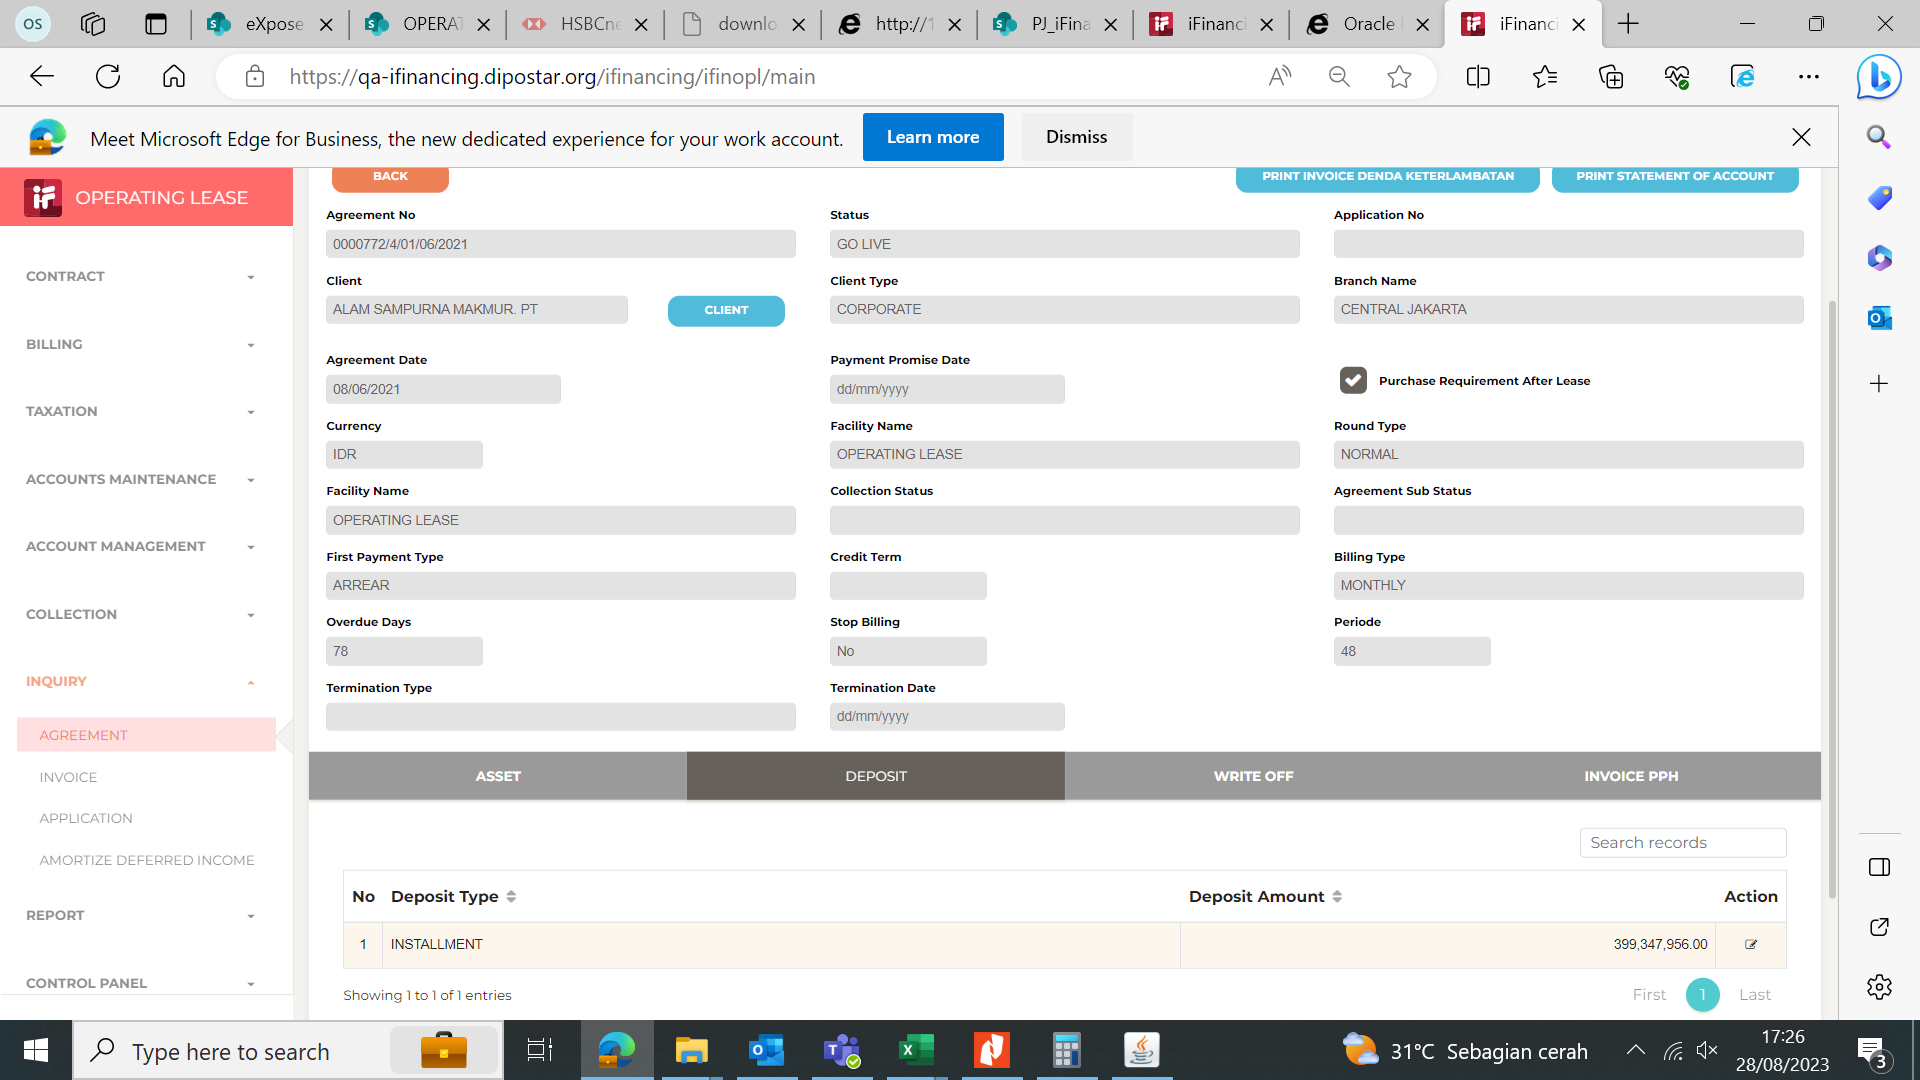 OS
eXpose
OPERAT
HSBCne
downlo
http://1
PJ_iFina
iFinanci
Oracle
iFinanci
https://qa-ifinancing.dipostar.org/ifinancing/ifinopl/main
Meet Microsoft Edge for Business, the new dedicated experience for your work account.
Learn more
Dismiss
iF OPERATING LEASE
BACK
PRINT INVOICE DENDA KETERLAMBATAN
PRINT STATEMENT OF ACCOUNT
CONTRACT
BILLING
TAXATION
ACCOUNTS MAINTENANCE
ACCOUNT MANAGEMENT
COLLECTION
INQUIRY
AGREEMENT
INVOICE
APPLICATION
AMORTIZE DEFERRED INCOME
REPORT
CONTROL PANEL
Agreement No
0000772/4/01/06/2021
Status
GO LIVE
Application No
Client
ALAM SAMPURNA MAKMUR. PT
CLIENT
Client Type
CORPORATE
Branch Name
CENTRAL JAKARTA
Agreement Date
08/06/2021
Payment Promise Date
dd/mm/yyyy
Purchase Requirement After Lease
Currency
IDR
Facility Name
OPERATING LEASE
Round Type
NORMAL
Facility Name
OPERATING LEASE
Collection Status
Agreement Sub Status
First Payment Type
ARREAR
Credit Term
Billing Type
MONTHLY
Overdue Days
78
Stop Billing
No
Periode
48
Termination Type
Termination Date
dd/mm/yyyy
ASSET
DEPOSIT
WRITE OFF
INVOICE PPH
Search records
No Deposit Type Deposit Amount Action
1 INSTALLMENT 399,347,956.00
Showing 1 to 1 of 1 entries
First 1 Last
Type here to search
31°C Sebagian cerah
17:26
28/08/2023
3